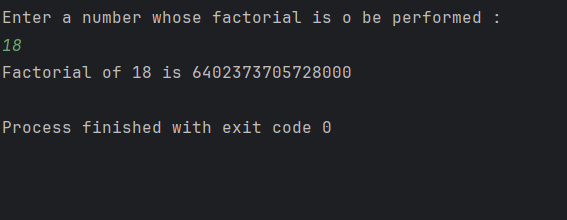 Enter a number whose factorial is o be performed :
18
Factorial of 18 is 6402373705728000
Process finished with exit code 0